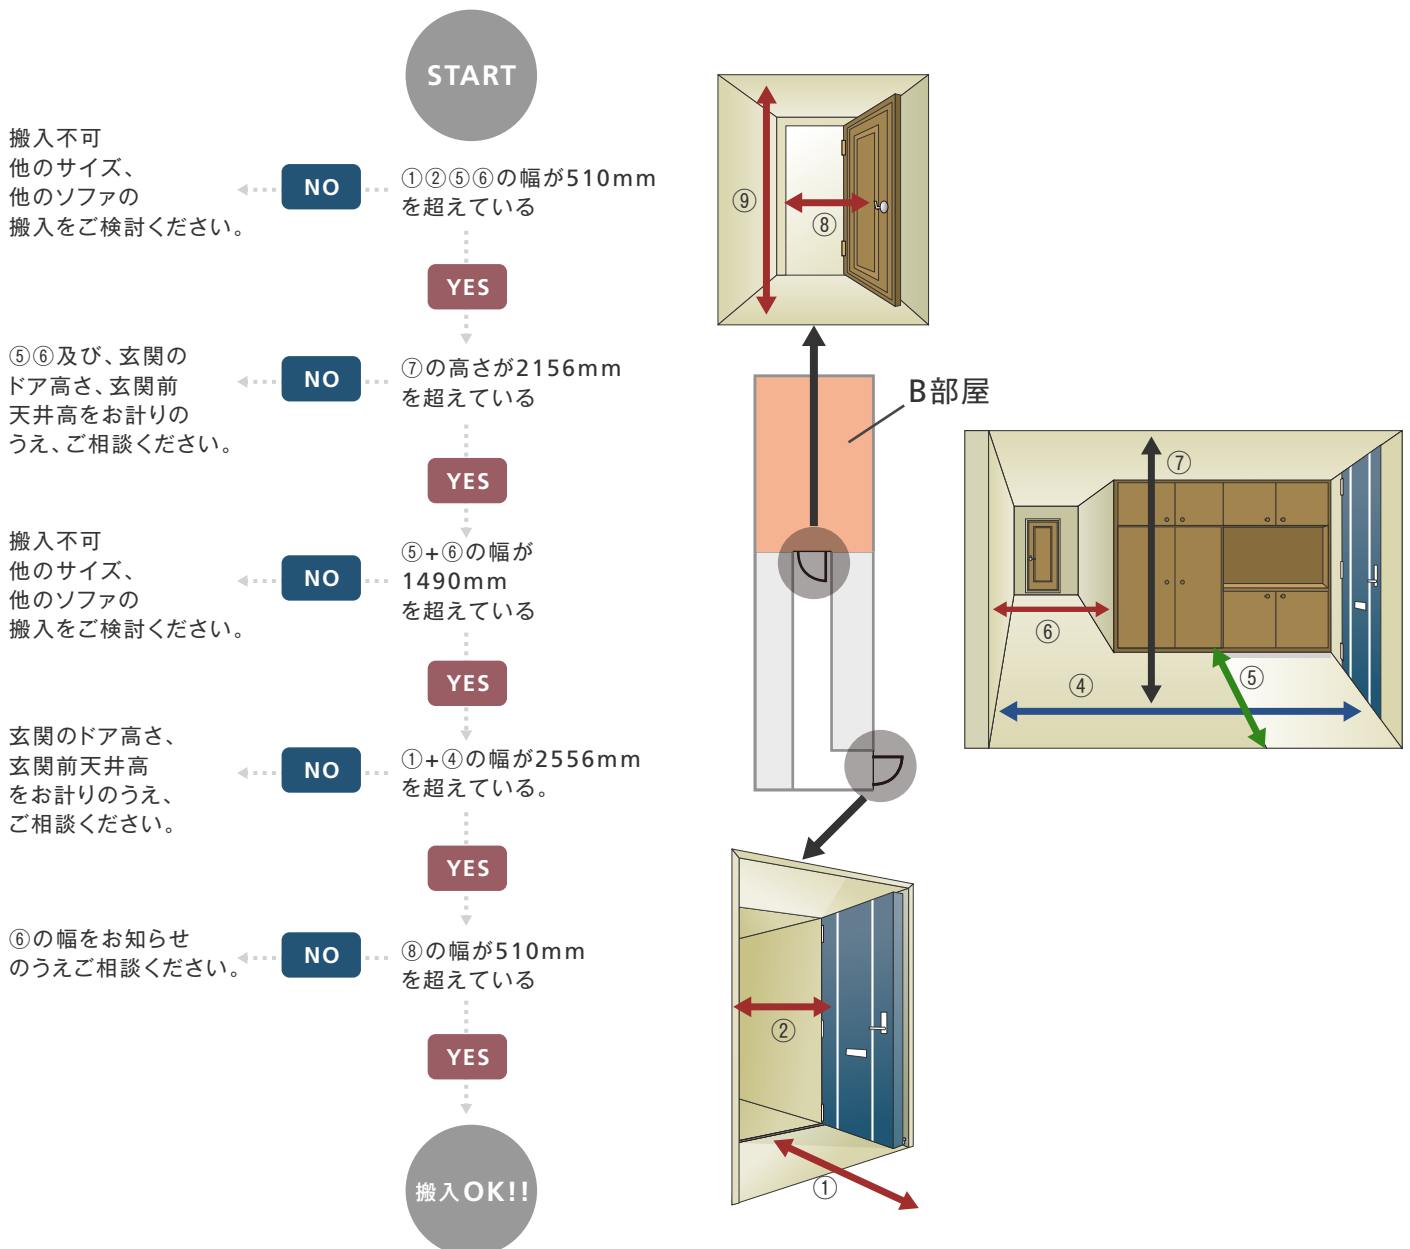 START
①②⑤⑥の幅が510mm
を超えている
NO
搬入不可
他のサイズ、
他のソファの
搬入をご検討ください。
YES
⑦の高さが2156mm
を超えている
NO
⑤⑥及び、玄関の
ドア高さ、玄関前
天井高をお計りの
うえ、ご相談ください。
YES
⑤+⑥の幅が
1490mm
を超えている
NO
搬入不可
他のサイズ、
他のソファの
搬入をご検討ください。
YES
①+④の幅が2556mm
を超えている。
NO
玄関のドア高さ、
玄関前天井高
をお計りのうえ、
ご相談ください。
YES
⑧の幅が510mm
を超えている
NO
⑥の幅をお知らせ
のうえご相談ください。
YES
搬入OK!!
⑨
⑧
B部屋
⑦
⑥
④
⑤
②
①